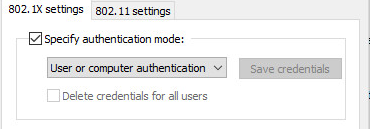 802.1X settings 802.11 settings
Specify authentication mode:
User or computer authentication Save credentials
Delete credentials for all users